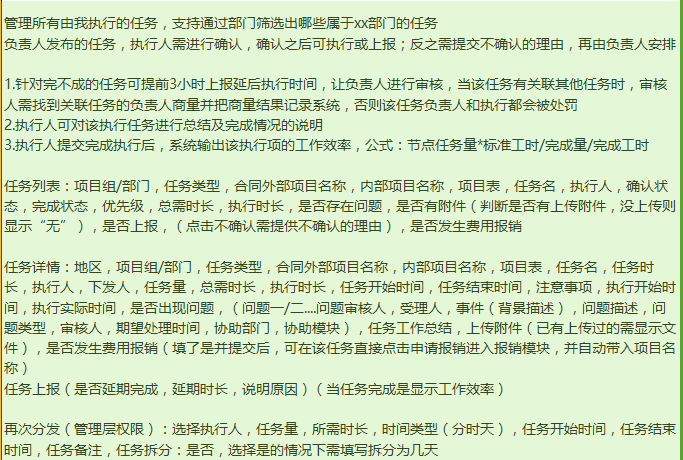 管理所有由我执行的任务，支持通过部门筛选出哪些属于xx部门的任务
负责人发布的任务，执行人需进行确认，确认之后可执行或上报；反之需提交不确认的理由，再由负责人安排
1.针对完不成的任务可提前3小时上报延后执行时间，让负责人进行审核，当该任务有关联其他任务时，审核
人需找到关联任务的负责人商量并把商量结果记录系统，否则该任务负责人和执行都会被处罚
2.执行人可对该执行任务进行总结及完成情况的说明
3.执行人提交完成执行后，系统输出该执行项的工作效率，公式：节点任务量*标准工时/完成量/完成工时
任务列表：项目组/部门，任务类型，合同外部项目名称，内部项目名称，项目表，任务名，执行人，确认状
态，完成状态，优先级，总需时长，执行时长，是否存在问题，是否有附件（判断是否有上传附件，没上传则
显示“无”），是否上报，（点击不确认需提供不确认的理由），是否发生费用报销
任务详情：地区，项目组/部门，任务类型，合同外部项目名称，内部项目名称，项目表，任务名，任务时
长，执行人，下发人，任务量，总需时长，执行时长，任务开始时间，任务结束时间，注意事项，执行开始时
间，执行实际时间，是否出现问题，（问题一/二....问题审核人，受理人，事件（背景描述），问题描述，问
题类型，审核人，期望处理时间，协助部门，协助模块），任务工作总结，上传附件（已有上传过的需显示文
件），是否发生费用报销（填了是并提交后，可在该任务直接点击申请报销进入报销模块，并自动带入项目名
称）
任务上报（是否延期完成，延期时长，说明原因）（当任务完成是显示工作效率）
再次分发（管理层权限）：选择执行人，任务量，所需时长，时间类型（分时天），任务开始时间，任务结束
时间，任务备注，任务拆分：是否，选择是的情况下需填写拆分为几天